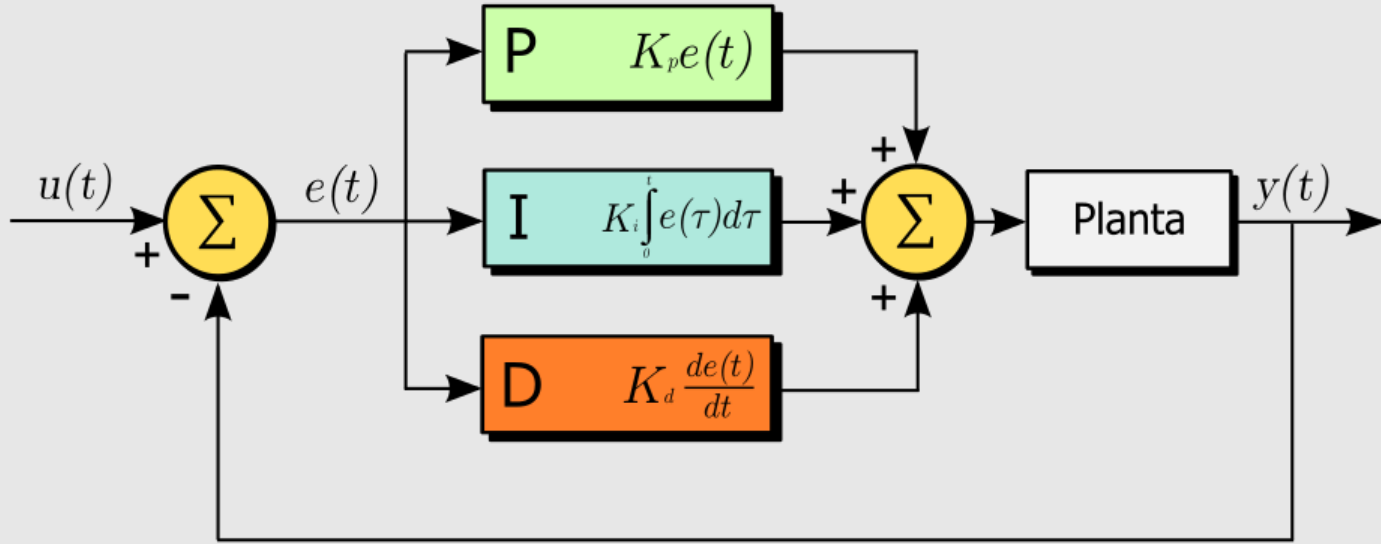 P K_p e(t)
u(t)
+
-
Σ
e(t)
I K_i ∫_0^t e(τ)dτ
+
+
+
Σ
Planta
y(t)
D K_d de(t)/dt